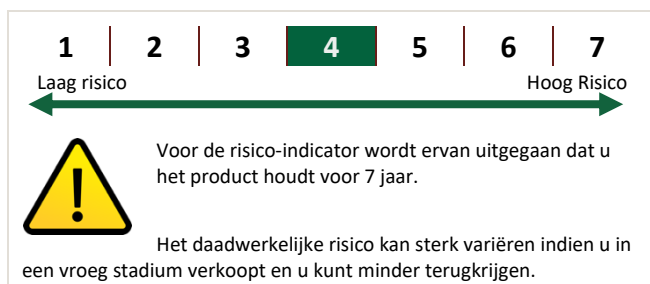 1 2 3 4 5 6 7
Laag risico Hoog Risico
Voor de risico-indicator wordt ervan uitgegaan dat u
het product houdt voor 7 jaar.
Het daadwerkelijke risico kan sterk variëren indien u in
een vroeg stadium verkoopt en u kunt minder terugkrijgen.